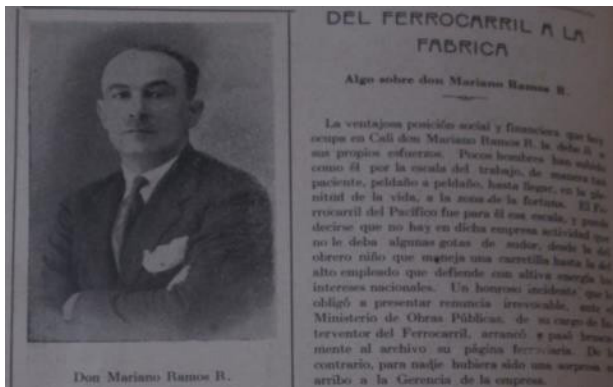 Don Mariano Ramos R.
DEL FERROCARRIL A LA
FABRICA
Algo sobre don Mariano Ramos R.
La ventajosa posición social y financiera que hoy
ocupa en Cali don Mariano Ramos R. la debe a
sus propios esfuerzos. Pocos hombres han subido
como él por la escala del trabajo, de manera tan
paciente, peldaño a peldaño, hasta llegar, en la ple-
nitud de la vida, a la zona de la fortuna. El Fe-
rrocarril del Pacífico fue para él esa escala, y puede
decirse que no hay en dicha empresa actividad que
no le deba algunas gotas de sudor, desde la del
obrero niño que maneja una carretilla hasta la del
alto empleado que defiende con altiva energía los
intereses nacionales. Un honroso incidente que
obligó a presentar renuncia irrevocable, ante el
Ministerio de Obras Públicas, de su cargo de In-
terventor del Ferrocarril, arrancó y pasó
mente al archivo su página ferroviaria. De
contrario, para nadie hubiera sido una sorpresa
arribo a la Gerencia de la empresa.